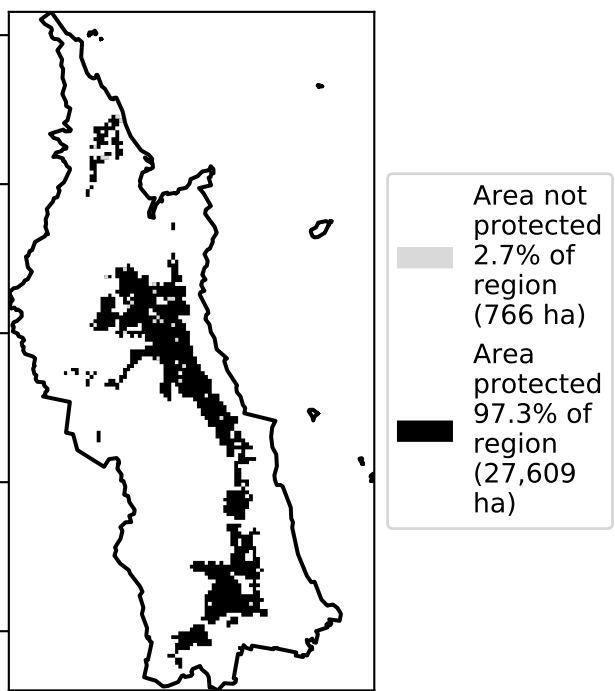 Area not
protected
2.7% of
region
(766 ha)
Area
protected
97.3% of
region
(27,609
ha)